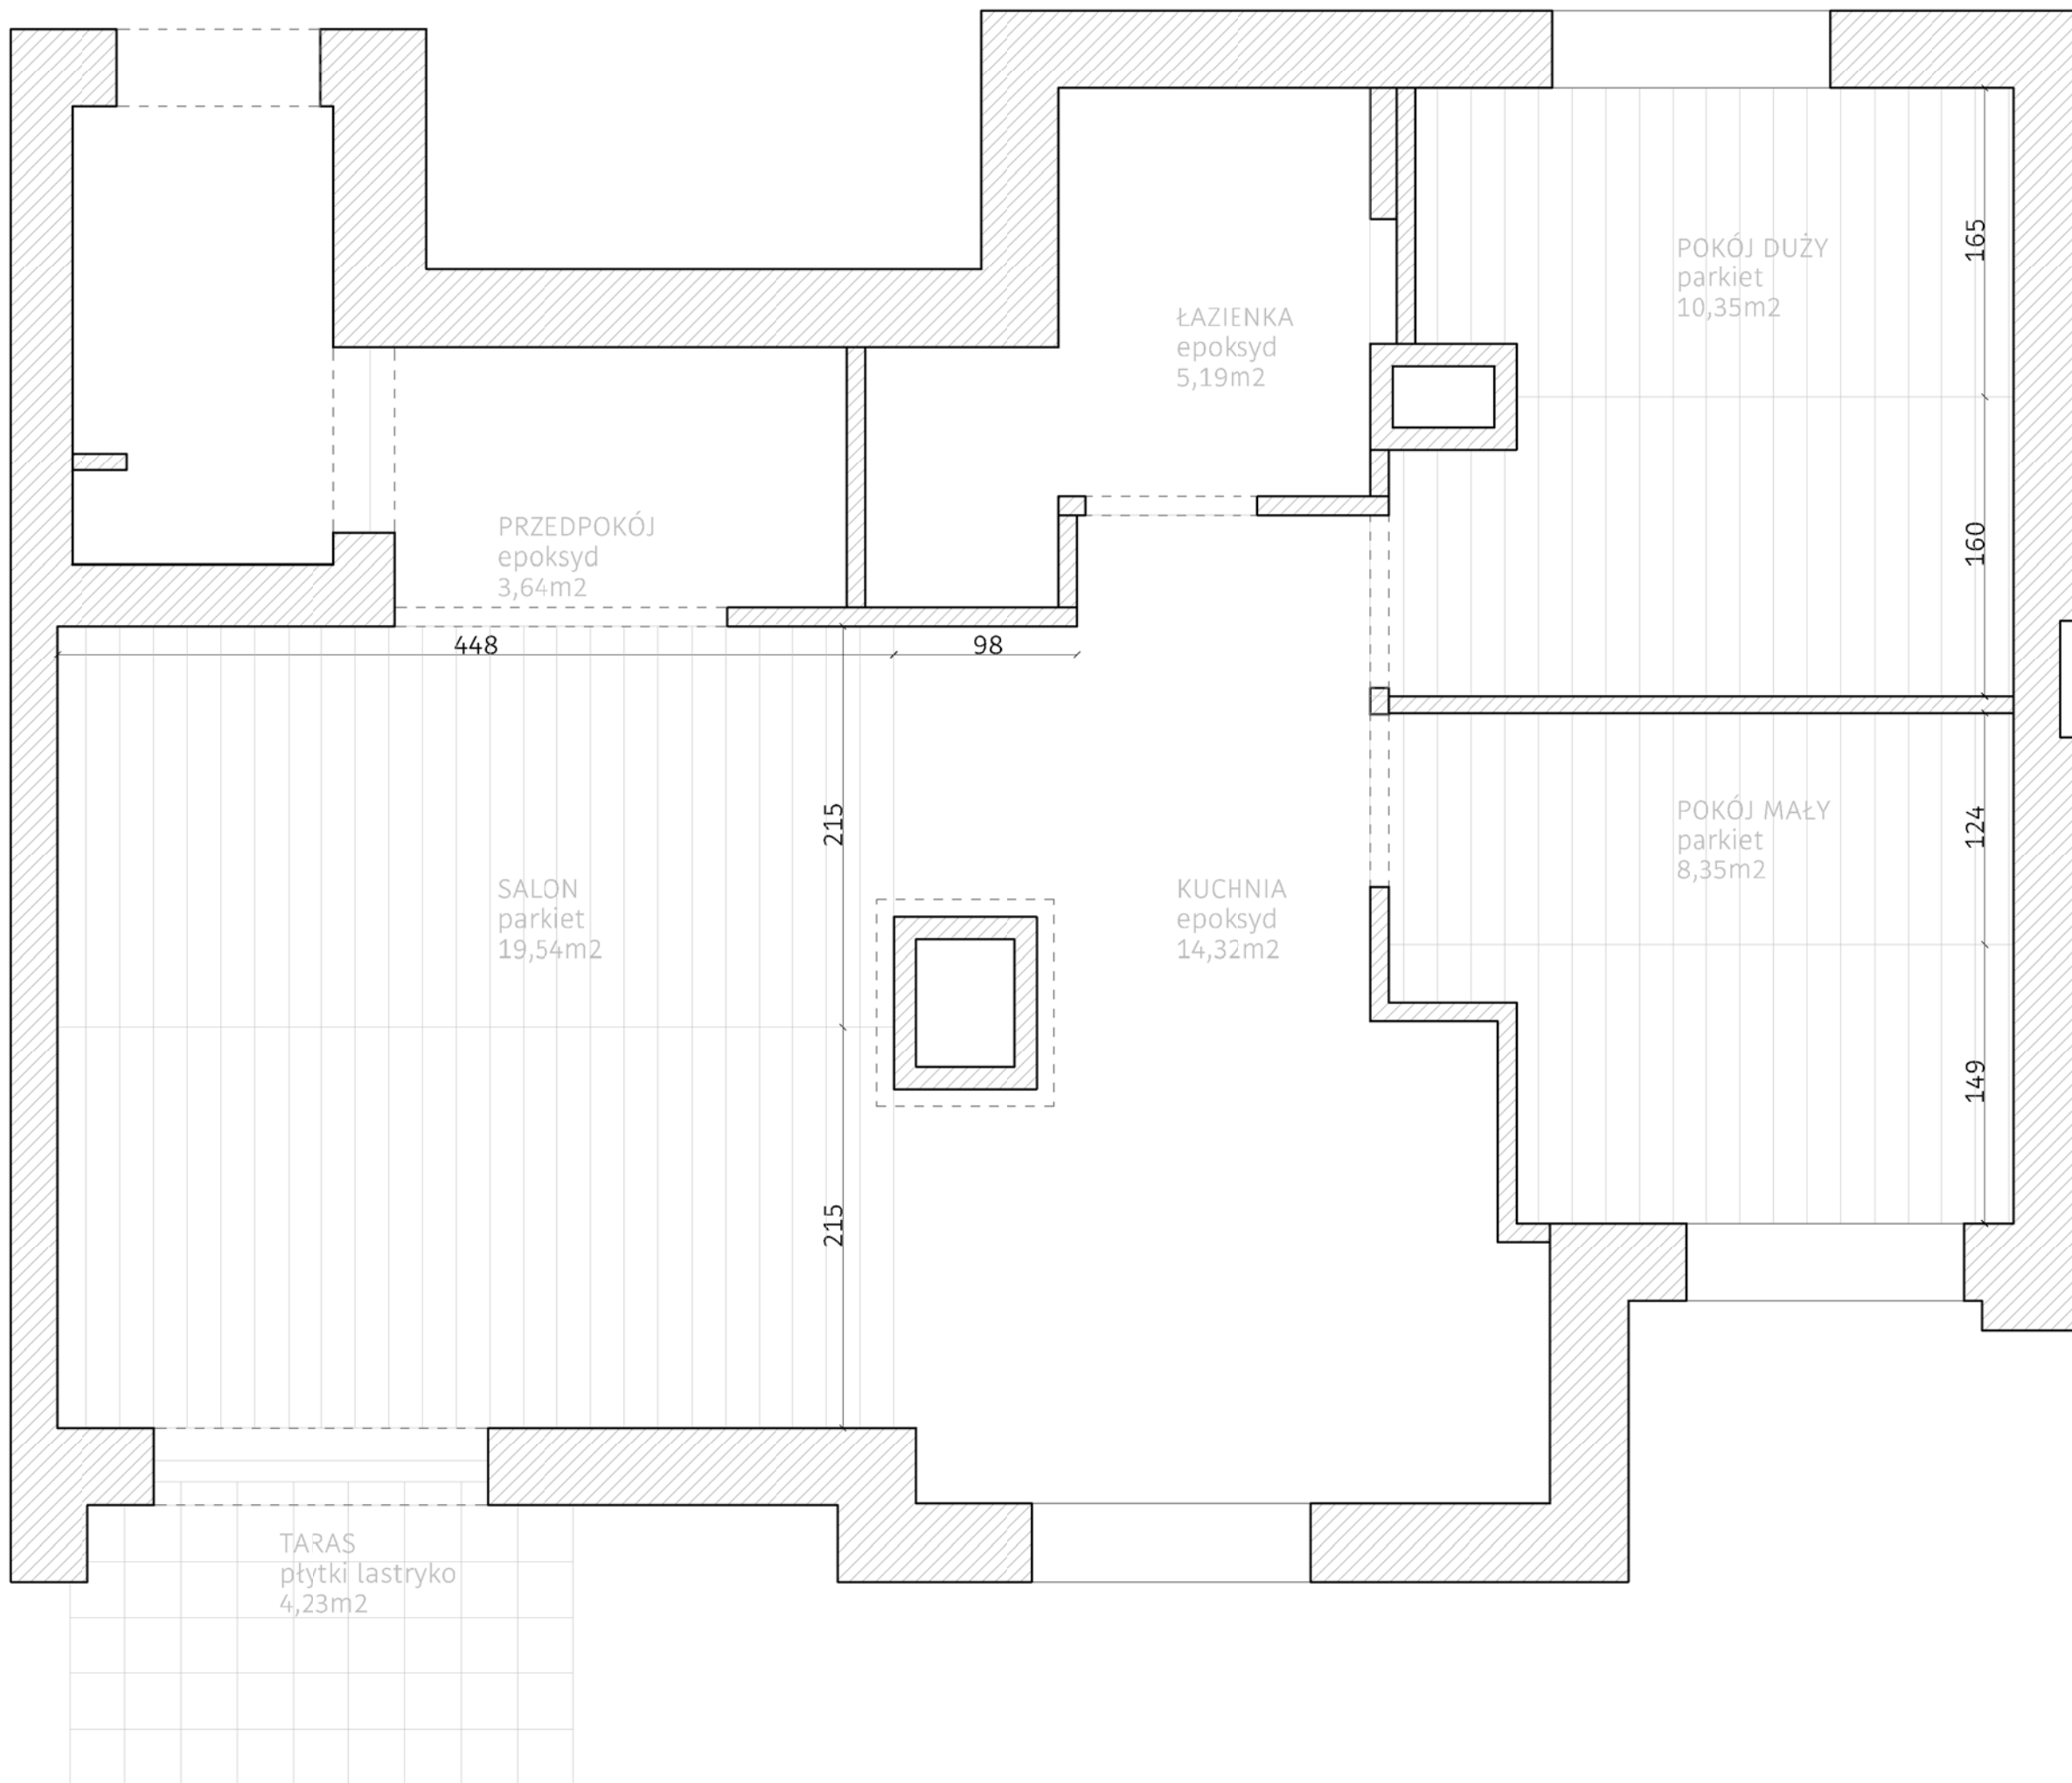 POKÓJ DUŻY
parkiet
10,35m2
165
ŁAZIENKA
epoksyd
5,19m2
PRZEDPOKÓJ
epoksyd
3,64m2
160
448
98
POKÓJ MAŁY
parkiet
8,35m2
124
215
SALON
parkiet
19,54m2
KUCHNIA
epoksyd
14,32m2
149
215
TARAS
płytki lastryko
4,23m2